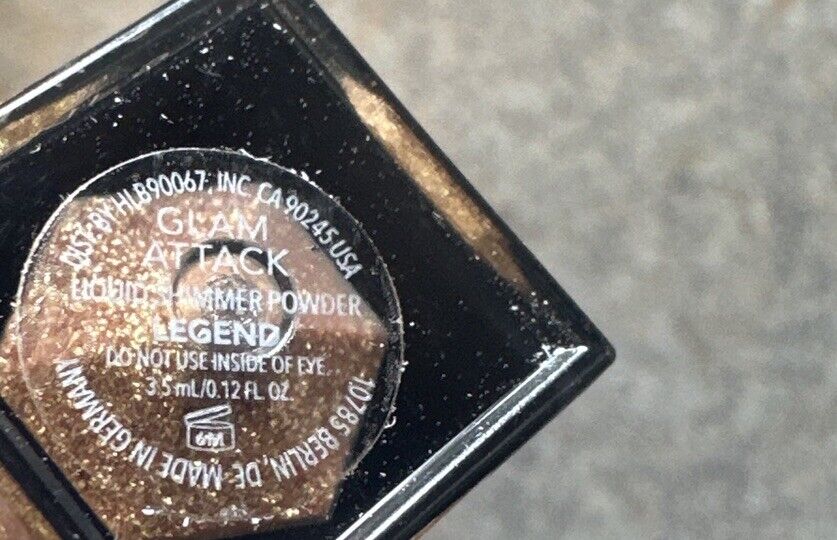 DIST. BY HLB90067, INC. CA 90245 USA
GLAM
ATTACK
LIQUID SHIMMER POWDER
LEGEND
DO NOT USE INSIDE OF EYE.
3.5 mL/0.12 FL. OZ.
6M
10785 BERLIN, DE MADE IN GERMANY